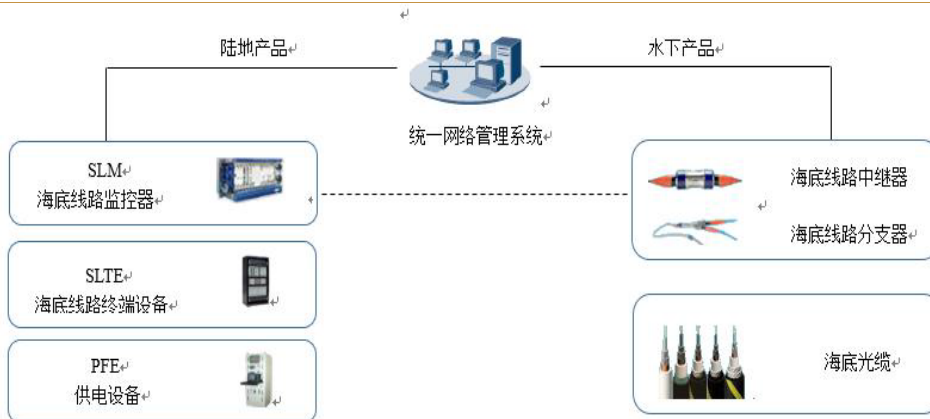 陆地产品
水下产品
统一网络管理系统
SLM
海底线路监控器
海底线路中继器
海底线路分支器
SLTE
海底线路终端设备
PFE
供电设备
海底光缆